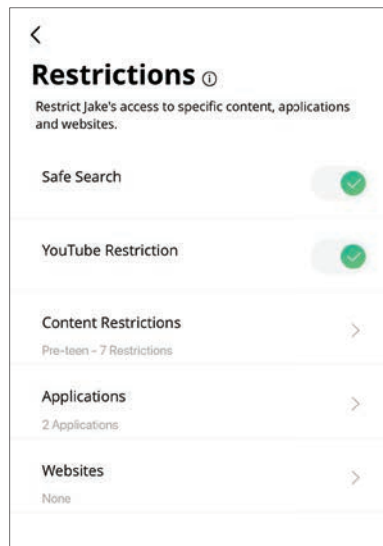 Restrictions
Restrict Jake's access to specific content, applications
and websites.
Safe Search
YouTube Restriction
Content Restrictions
Pre-teen - 7 Restrictions
Applications
2 Applications
Websites
None